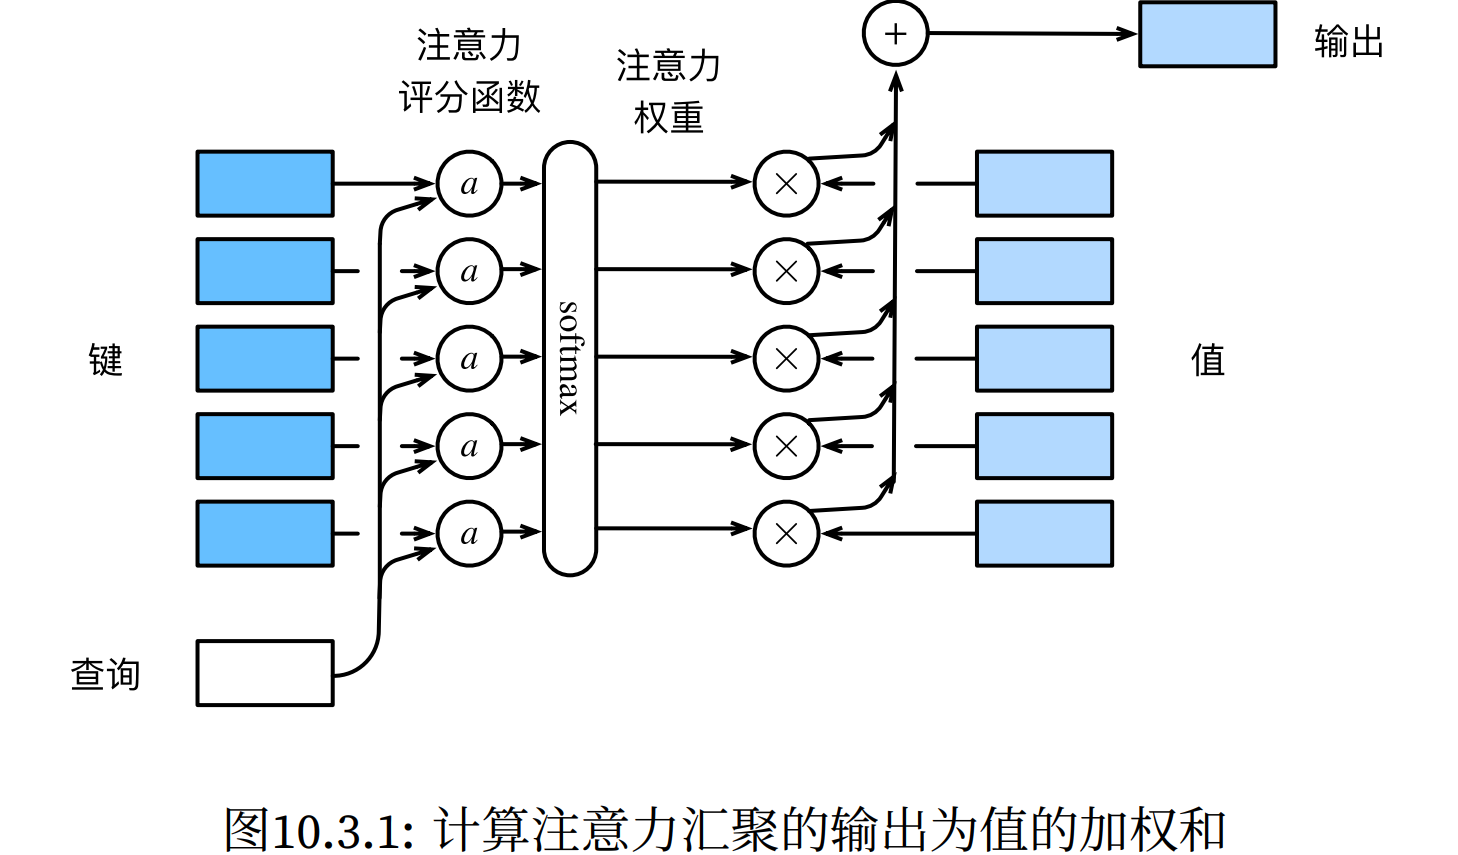 输出
注意力
评分函数
注意力
权重
a
×
a
×
a
×
a
×
a
×
+
softmax
键
值
查询
图10.3.1: 计算注意力汇聚的输出为值的加权和